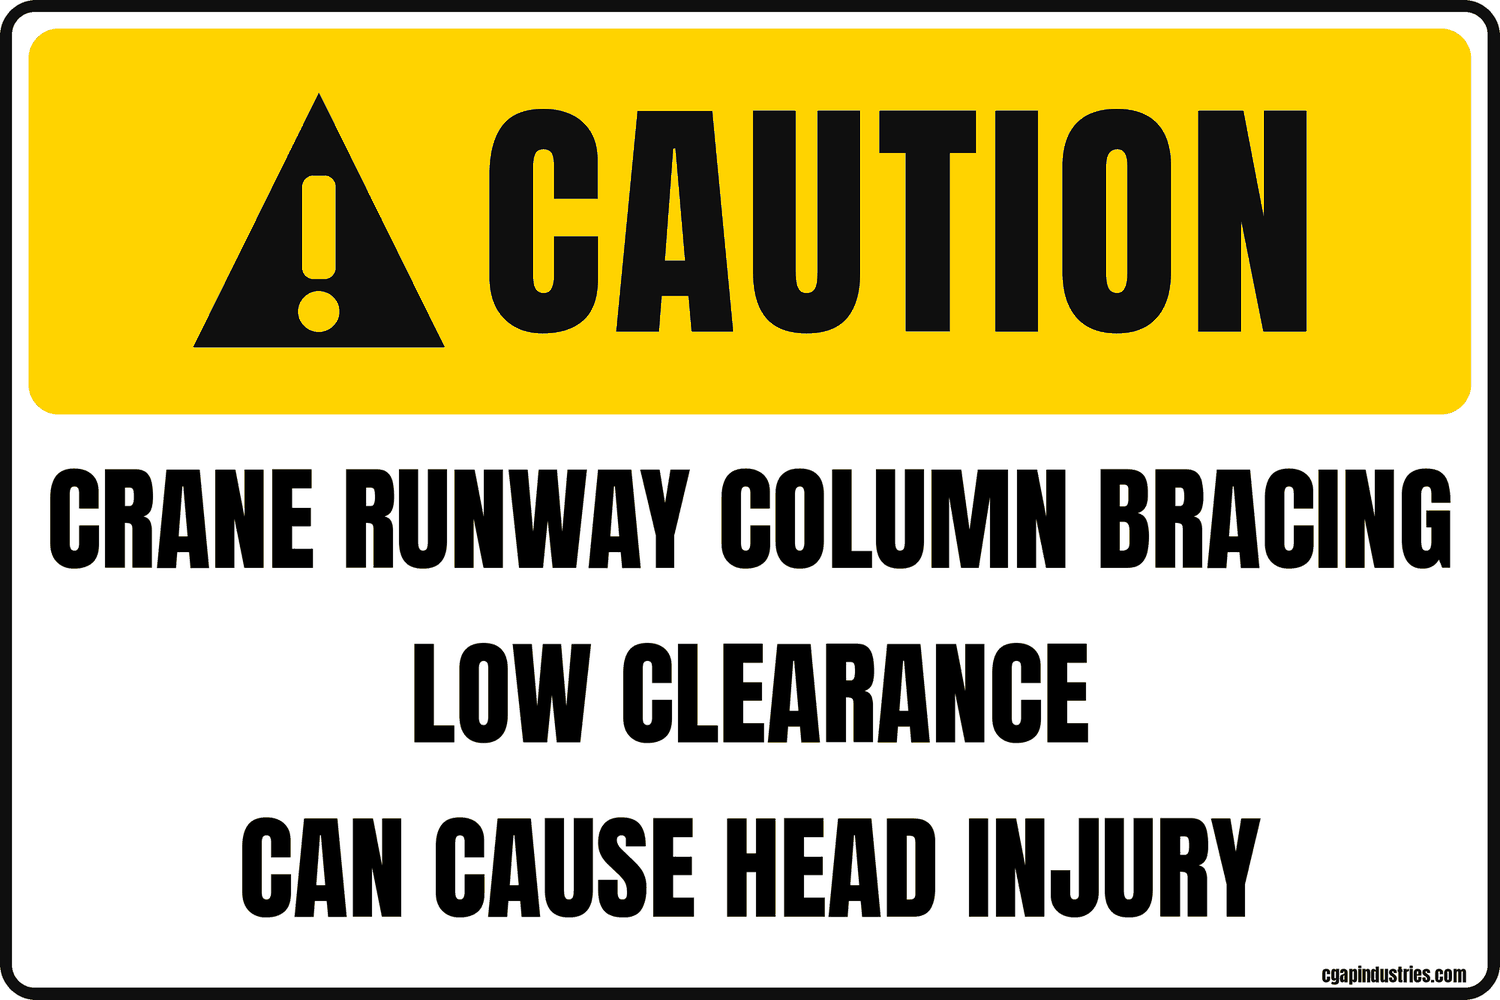 CAUTION
CRANE RUNWAY COLUMN BRACING
LOW CLEARANCE
CAN CAUSE HEAD INJURY
cgapindustries.com